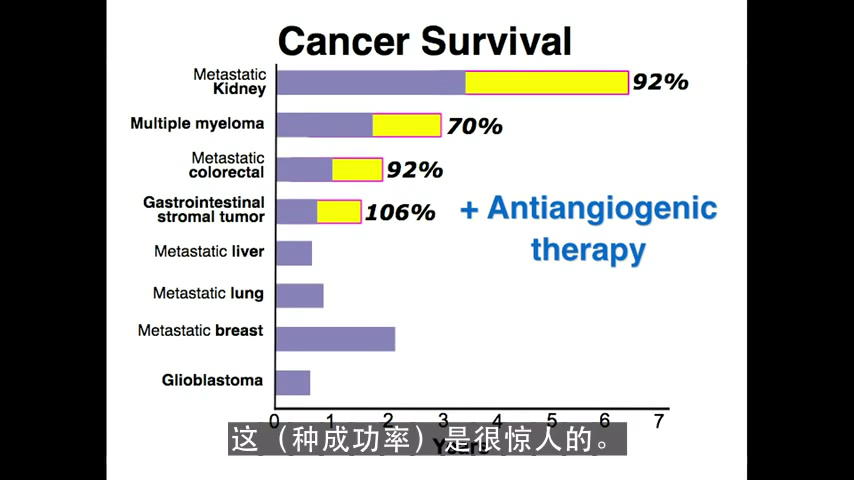 Cancer Survival
Metastatic
Kidney
92%
Multiple myeloma
70%
Metastatic
colorectal
92%
Gastrointestinal
stromal tumor
106%
+ Antiangiogenic
therapy
Metastatic liver
Metastatic lung
Metastatic breast
Glioblastoma
0 1 2 3 4 5 6 7
Years
这（种成功率）是很惊人的。